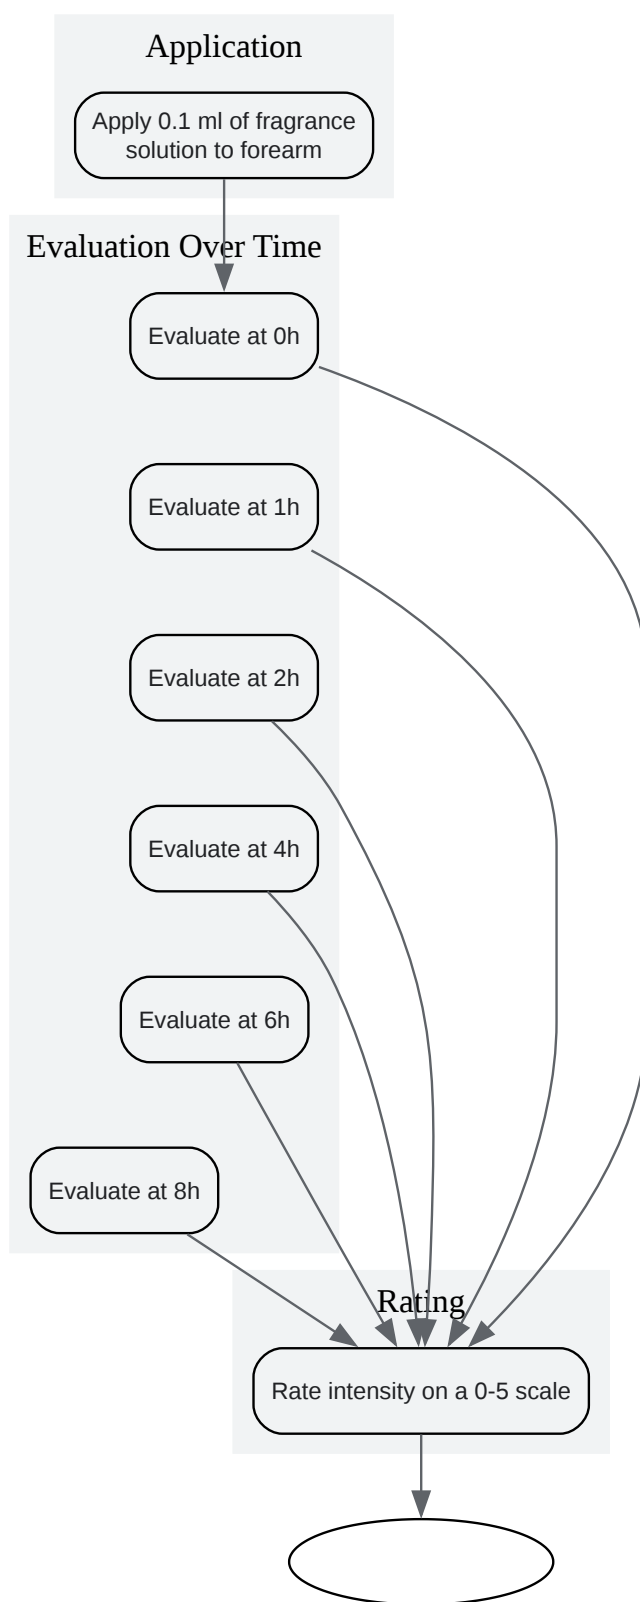 Application
Apply 0.1 ml of fragrance
solution to forearm
Evaluation Over Time
Evaluate at 0h
Evaluate at 1h
Evaluate at 2h
Evaluate at 4h
Evaluate at 6h
Evaluate at 8h
Rating
Rate intensity on a 0-5 scale